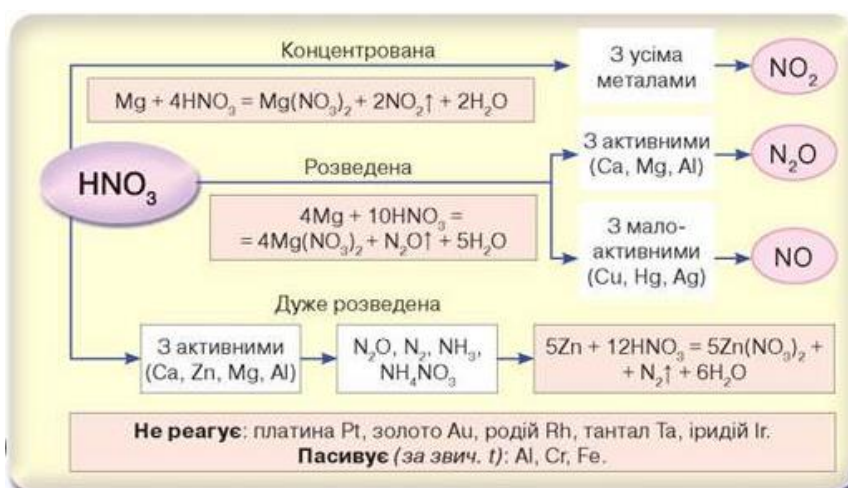 Концентрована
Mg + 4HNO₃ = Mg(NO₃)₂ + 2NO₂↑ + 2H₂O
З усіма
металами
NO₂
HNO₃
Розведена
4Mg + 10HNO₃ =
= 4Mg(NO₃)₂ + N₂O↑ + 5H₂O
З активними
(Ca, Mg, Al)
N₂O
З мало-
активними
(Cu, Hg, Ag)
NO
Дуже розведена
З активними
(Ca, Zn, Mg, Al)
N₂O, N₂, NH₃,
NH₄NO₃
5Zn + 12HNO₃ = 5Zn(NO₃)₂ +
+ N₂↑ + 6H₂O
Не реагує: платина Pt, золото Au, родій Rh, тантал Ta, іридій Ir.
Пасивує (за звич. t): Al, Cr, Fe.